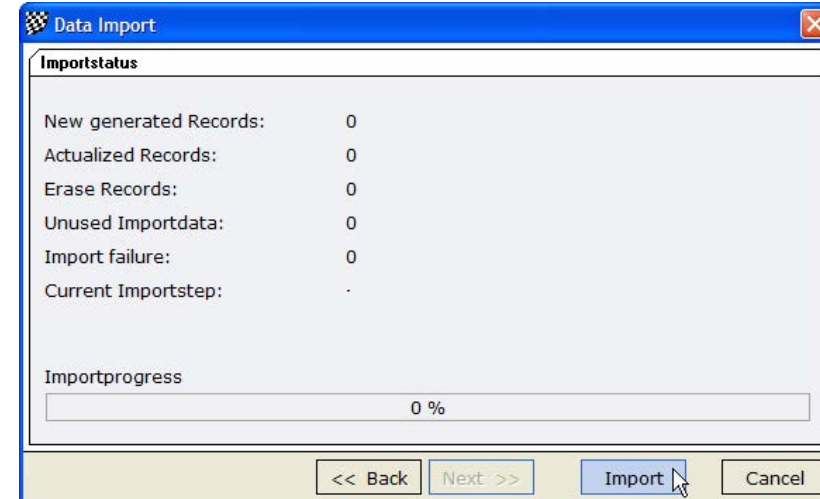 Data Import
Importstatus
New generated Records: 0
Actualized Records: 0
Erase Records: 0
Unused Importdata: 0
Import failure: 0
Current Importstep: -
Importprogress
0 %
<< Back Next >> Import Cancel